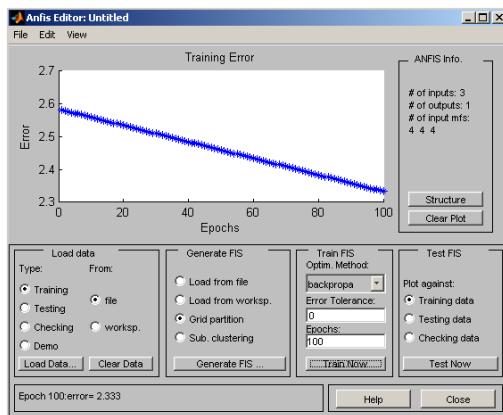 Anfis Editor: Untitled
File Edit View
Training Error
2.7
2.6
2.5
2.4
2.3
Error
0 20 40 60 80 100
Epochs
ANFIS Info.
# of inputs: 3
# of outputs: 1
# of input mfs:
4 4 4
Structure
Clear Plot
Load data
Type: From:
Training
Testing
Checking
Demo
file
worksp.
Load Data...
Clear Data
Generate FIS
Load from file
Load from worksp.
Grid partition
Sub. clustering
Generate FIS ...
Train FIS
Optim. Method:
backpropa
Error Tolerance:
0
Epochs:
100
Train Now
Test FIS
Plot against:
Training data
Testing data
Checking data
Test Now
Epoch 100:error= 2.333
Help
Close